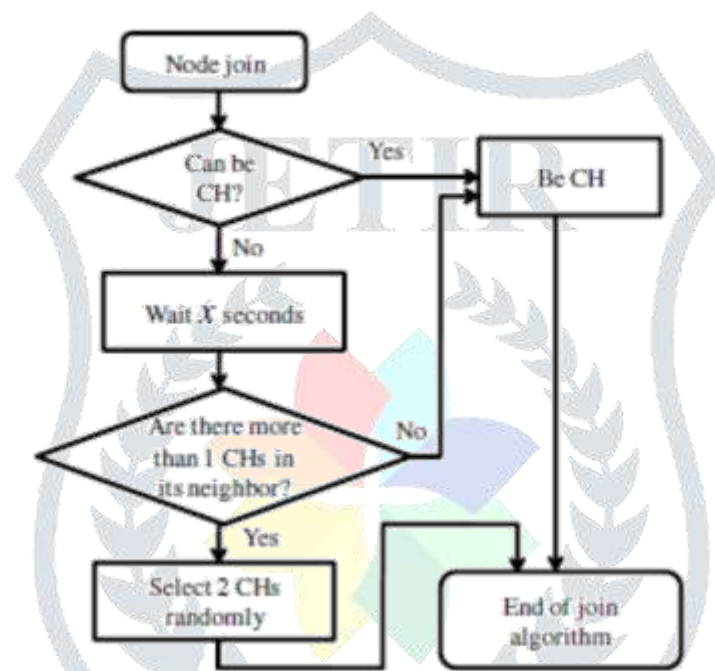 Node join
Can be
CH?
Yes
Be CH
No
Wait X seconds
Are there more
than 1 CHs in
its neighbor?
No
Yes
Select 2 CHs
randomly
End of join
algorithm
JETIR